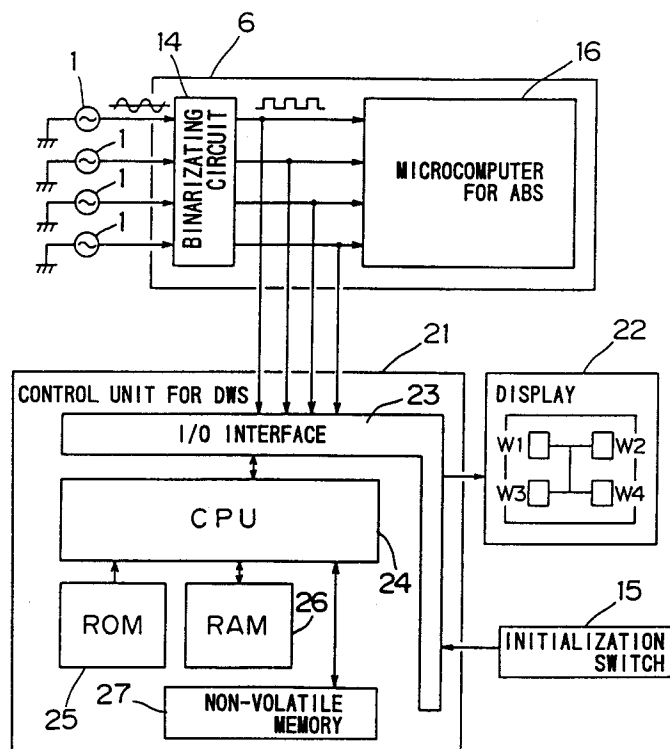 6
14
16
1
BINARIZATING
CIRCUIT
MICROCOMPUTER
FOR ABS
1
1
1
21
22
CONTROL UNIT FOR DWS
23
I/O INTERFACE
DISPLAY
W1
W2
W3
W4
CPU
24
ROM
25
RAM
26
15
INITIALIZATION
SWITCH
27
NON-VOLATILE
MEMORY